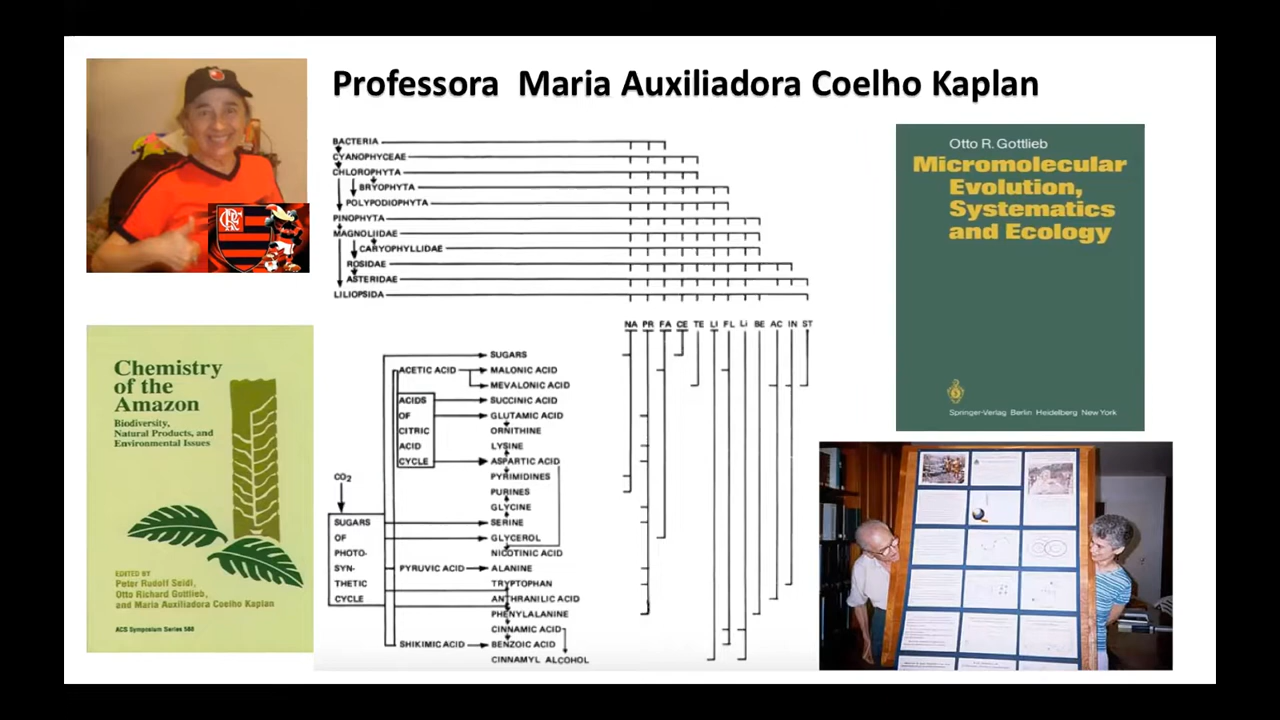 Professora Maria Auxiliadora Coelho Kaplan
BACTERIA
CYANOPHYCEAE
CHLOROPHYTA
BRYOPHYTA
POLYPODIOPHYTA
PINOPHYTA
MAGNOLIIDAE
CARYOPHYLLIDAE
ROSIDAE
ASTERIDAE
LILIOPSIDA
NA PR FA CE TE LI FL Li BE AC IN ST
SUGARS
ACETIC ACID MALONIC ACID
MEVALONIC ACID
ACIDS SUCCINIC ACID
OF GLUTAMIC ACID
CITRIC ORNITHINE
ACID LYSINE
CYCLE ASPARTIC ACID
CO2 PYRIMIDINES
PURINES
GLYCINE
SUGARS SERINE
OF GLYCEROL
PHOTO- NICOTINIC ACID
SYN- PYRUVIC ACID ALANINE
THETIC TRYPTOPHAN
CYCLE ANTHRANILIC ACID
PHENYLALANINE
CINNAMIC ACID
SHIKIMIC ACID BENZOIC ACID
CINNAMYL ALCOHOL
Otto R. Gottlieb
Micromolecular
Evolution,
Systematics
and Ecology
Springer-Verlag Berlin Heidelberg New York
Chemistry
of the
Amazon
Biodiversity,
Natural Products, and
Environmental Issues
EDITED BY
Peter Rudolf Seidl,
Otto Richard Gottlieb,
and Maria Auxiliadora Coelho Kaplan
ACS Symposium Series 588